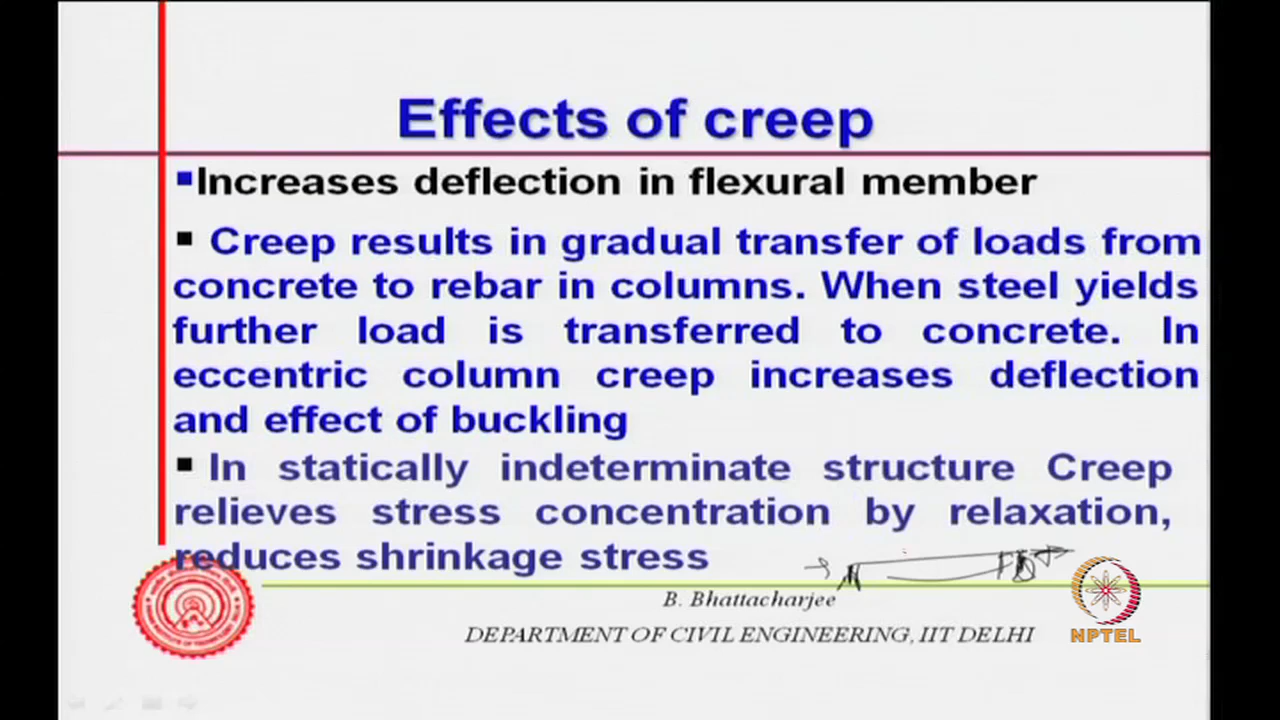 Effects of creep
▪Increases deflection in flexural member
▪ Creep results in gradual transfer of loads from
concrete to rebar in columns. When steel yields
further load is transferred to concrete. In
eccentric column creep increases deflection
and effect of buckling
▪ In statically indeterminate structure Creep
relieves stress concentration by relaxation,
reduces shrinkage stress
B. Bhattacharjee
DEPARTMENT OF CIVIL ENGINEERING, IIT DELHI
NPTEL